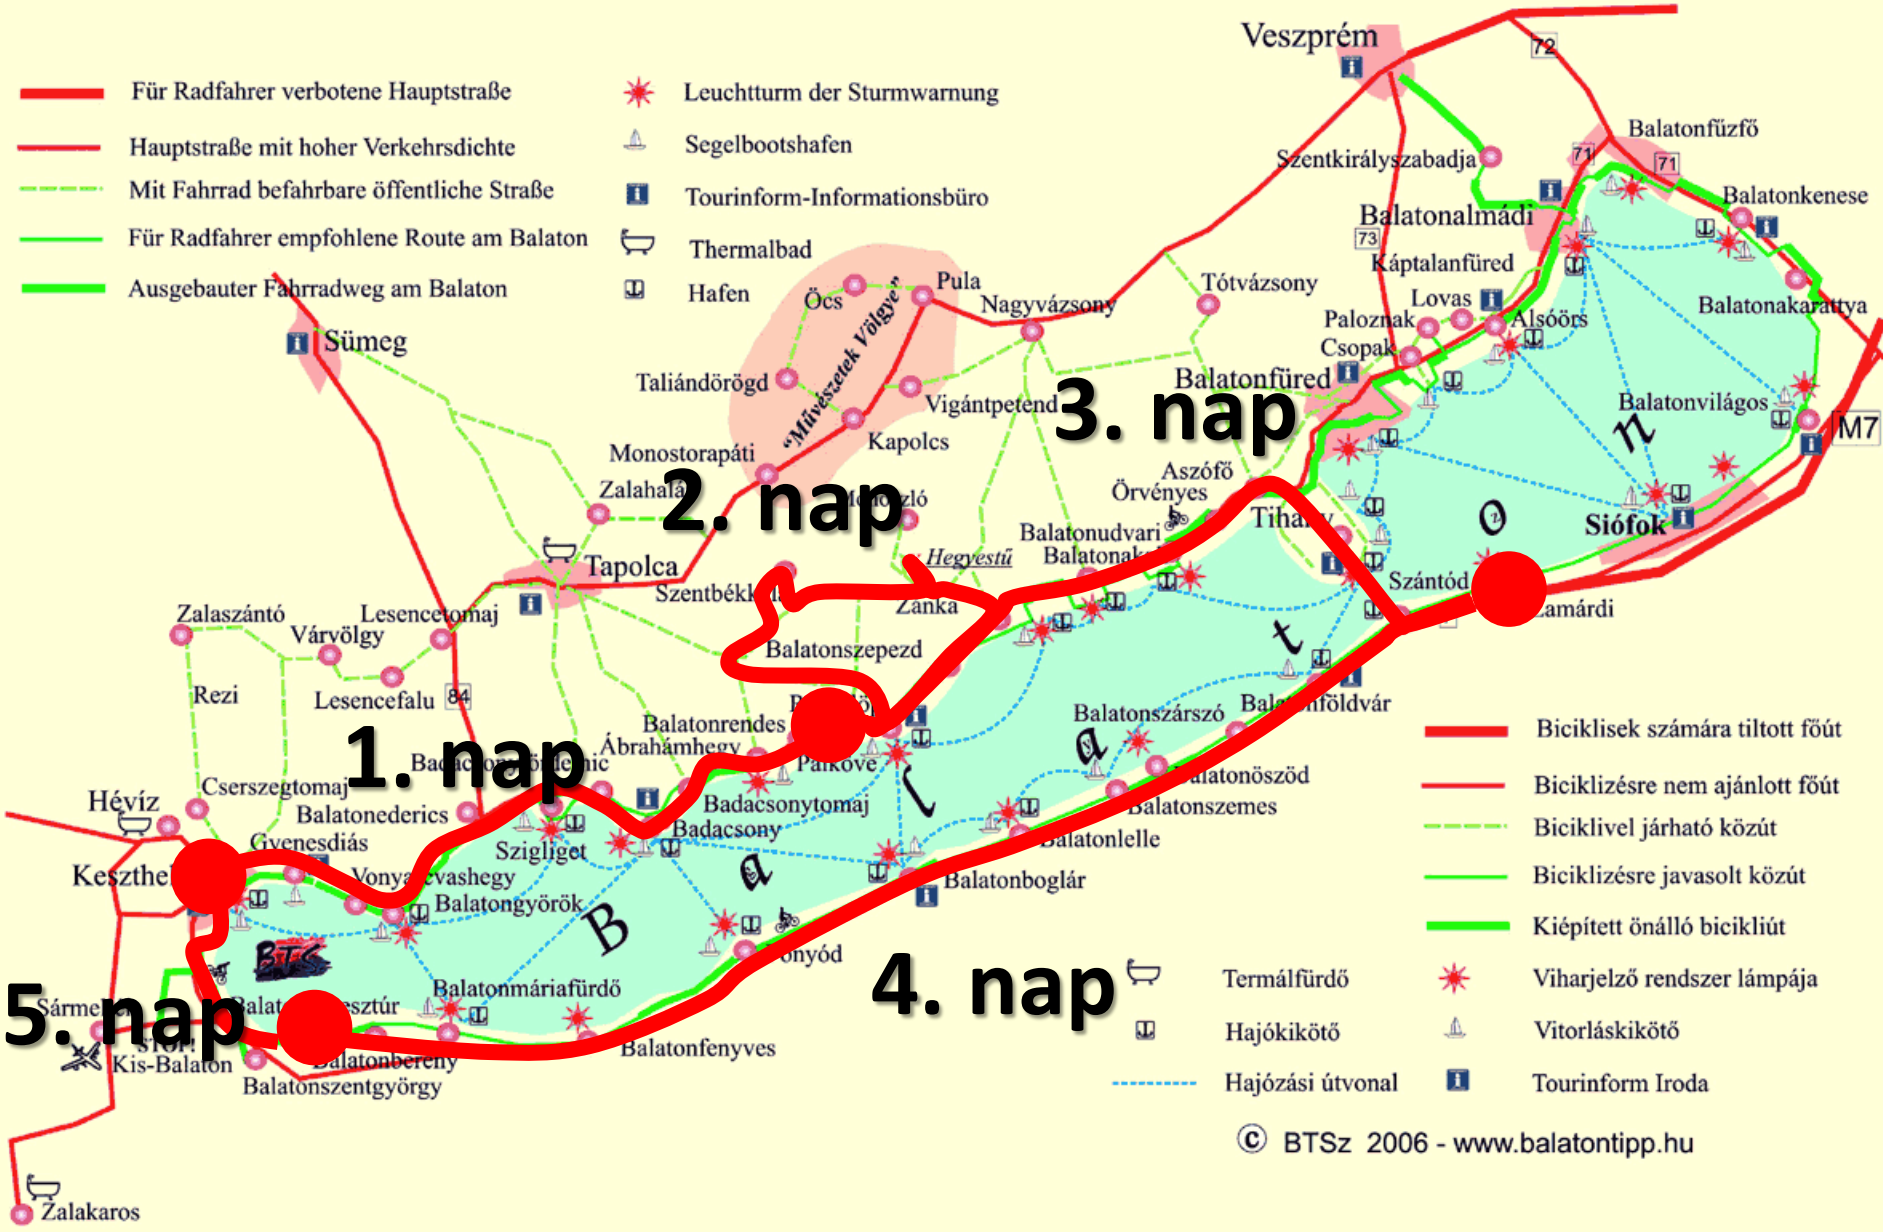 Für Radfahrer verbotene Hauptstraße
Hauptstraße mit hoher Verkehrsdichte
Mit Fahrrad befahrbare öffentliche Straße
Für Radfahrer empfohlene Route am Balaton
Ausgebauter Fahrradweg am Balaton
Leuchtturm der Sturmwarnung
Segelbootshafen
Tourinform-Informationsbüro
Thermalbad
Hafen
Veszprém
72
Balatonfűzfő
71
71
Szentkirályszabadja
Balatonkenese
Balatonalmádi
73
Káptalanfüred
Tótvázsony
Lovas
Balatonakarattya
Paloznak
Alsóörs
Csopak
Balatonfüred
Balatonvilágos
M7
Siófok
Öcs
Pula
Nagyvázsony
"Művészetek Völgye"
Taliándörögd
Vigántpetend
Kapolcs
Monostorapáti
Sümeg
3. nap
2. nap
Aszófő
Örvényes
Tihany
Balatonudvari
Hegyestű
Tapolca
Zánka
Szántód
Zalaszántó
Lesencetomaj
Várvölgy
Lesencefalu
Rezi
84
Balatonszepezd
Balatonrendes
Ábrahámhegy
1. nap
Balatonszárszó
Balatonöszöd
Balatonszemes
Cserszegtomaj
Hévíz
Balatonederics
Badacsonytomaj
Badacsony
Szigliget
Gyenesdiás
Balatongyörök
Balatonboglár
B a l a t o n
BTS
4. nap
5. nap
Balatonmáriafürdő
Balatonfenyves
Kis-Balaton
Balatonberény
Balatonszentgyörgy
Zalakaros
Biciklisek számára tiltott főút
Biciklizésre nem ajánlott főút
Biciklivel járható közút
Biciklizésre javasolt közút
Kiépített önálló bicikliút
Termálfürdő
Viharjelző rendszer lámpája
Hajókikötő
Vitorláskikötő
Hajózási útvonal
Tourinform Iroda
© BTSz 2006 - www.balatontipp.hu